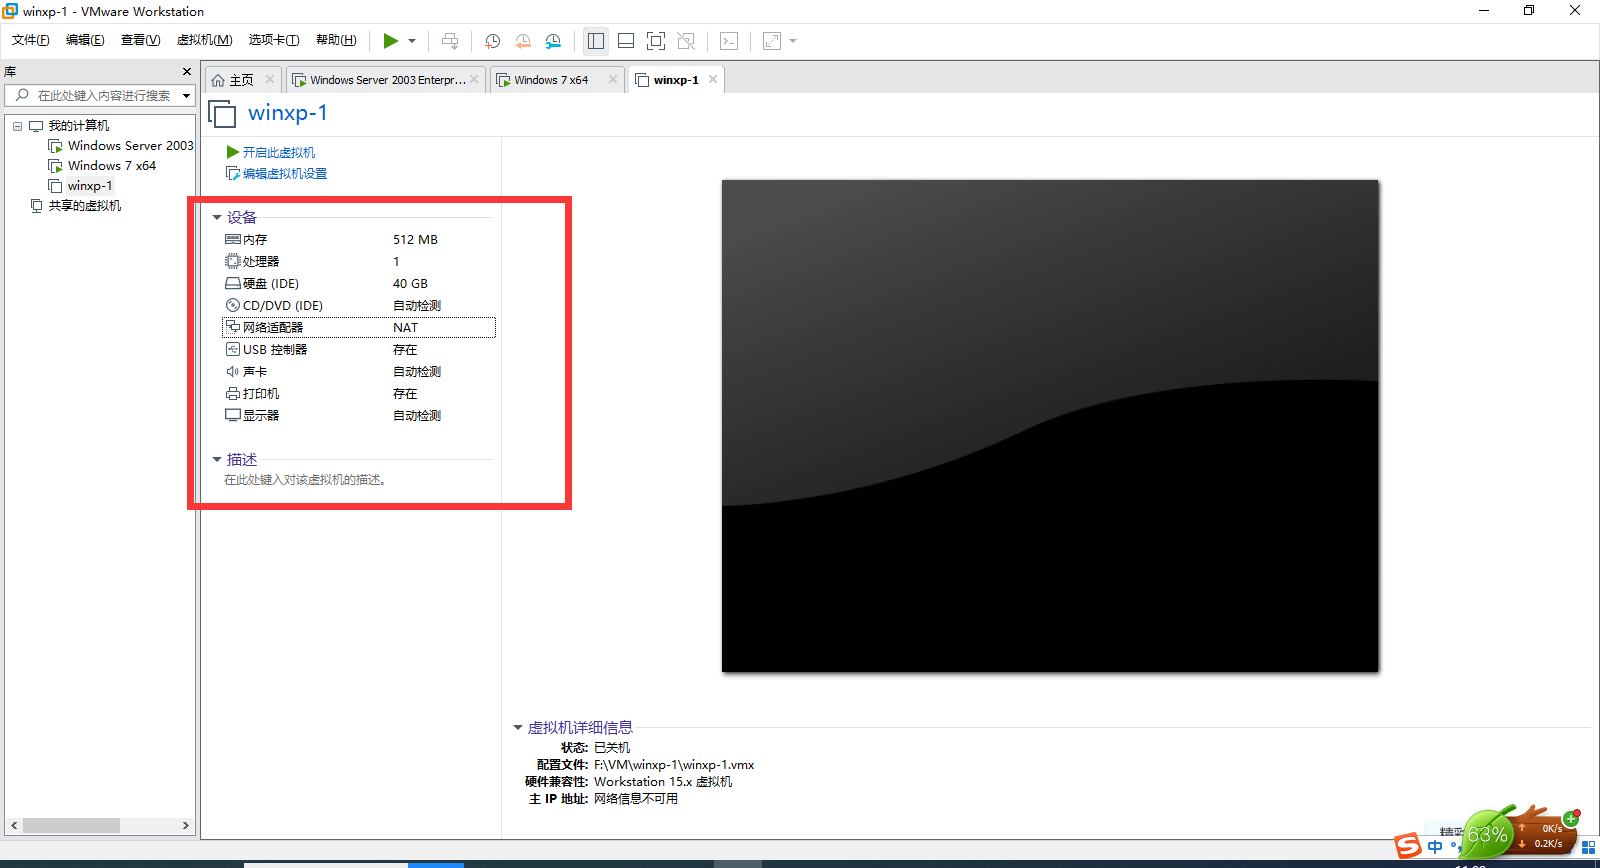 winxp-1 - VMware Workstation
文件(F) 编辑(E) 查看(V) 虚拟机(M) 选项卡(T) 帮助(H)
库
在此处键入内容进行搜索
我的计算机
Windows Server 2003
Windows 7 x64
winxp-1
共享的虚拟机
主页
Windows Server 2003 Enterpr...
Windows 7 x64
winxp-1
winxp-1
开启此虚拟机
编辑虚拟机设置
设备
内存 512 MB
处理器 1
硬盘 (IDE) 40 GB
CD/DVD (IDE) 自动检测
网络适配器 NAT
USB 控制器 存在
声卡 自动检测
打印机 存在
显示器 自动检测
描述
在此处键入对该虚拟机的描述。
虚拟机详细信息
状态: 已关机
配置文件: F:\VM\winxp-1\winxp-1.vmx
硬件兼容性: Workstation 15.x 虚拟机
主 IP 地址: 网络信息不可用
63%
0K/s
0.2K/s
中